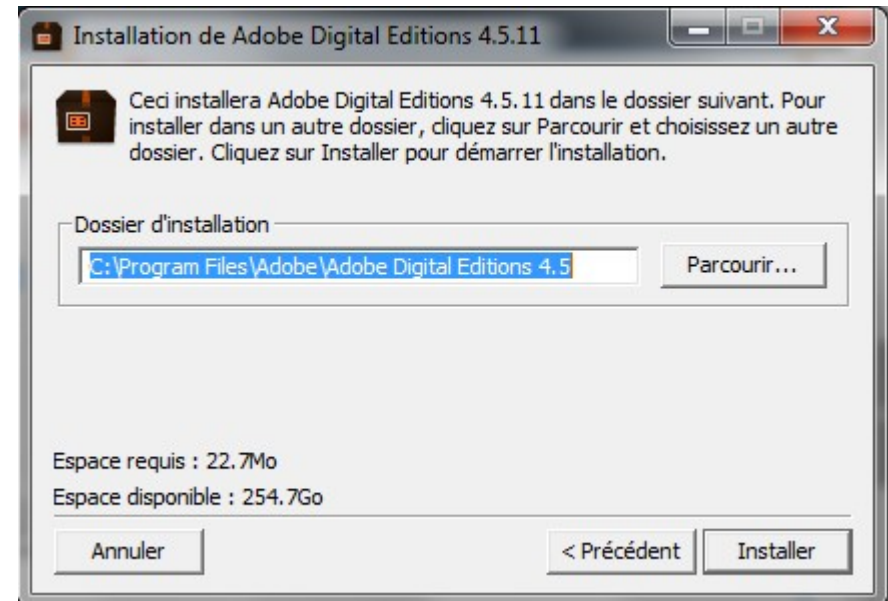 Installation de Adobe Digital Editions 4.5.11
Ceci installera Adobe Digital Editions 4.5.11 dans le dossier suivant. Pour
installer dans un autre dossier, cliquez sur Parcourir et choisissez un autre
dossier. Cliquez sur Installer pour démarrer l'installation.
Dossier d'installation
C:\Program Files\Adobe\Adobe Digital Editions 4.5
Parcourir...
Espace requis : 22.7Mo
Espace disponible : 254.7Go
Annuler
< Précédent
Installer